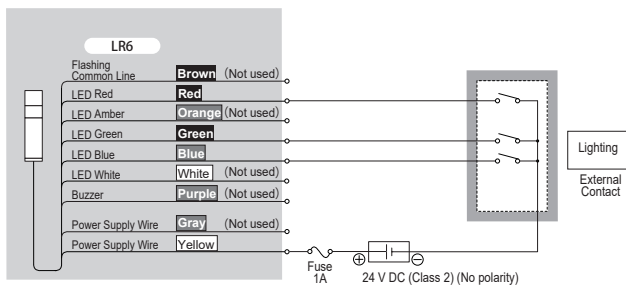 LR6
Flashing
Common Line Brown (Not used)
LED Red Red
LED Amber Orange (Not used)
LED Green Green
LED Blue Blue
LED White White (Not used)
Buzzer Purple (Not used)
Power Supply Wire Gray (Not used)
Power Supply Wire Yellow
Fuse
1A
24 V DC (Class 2) (No polarity)
Lighting
External
Contact